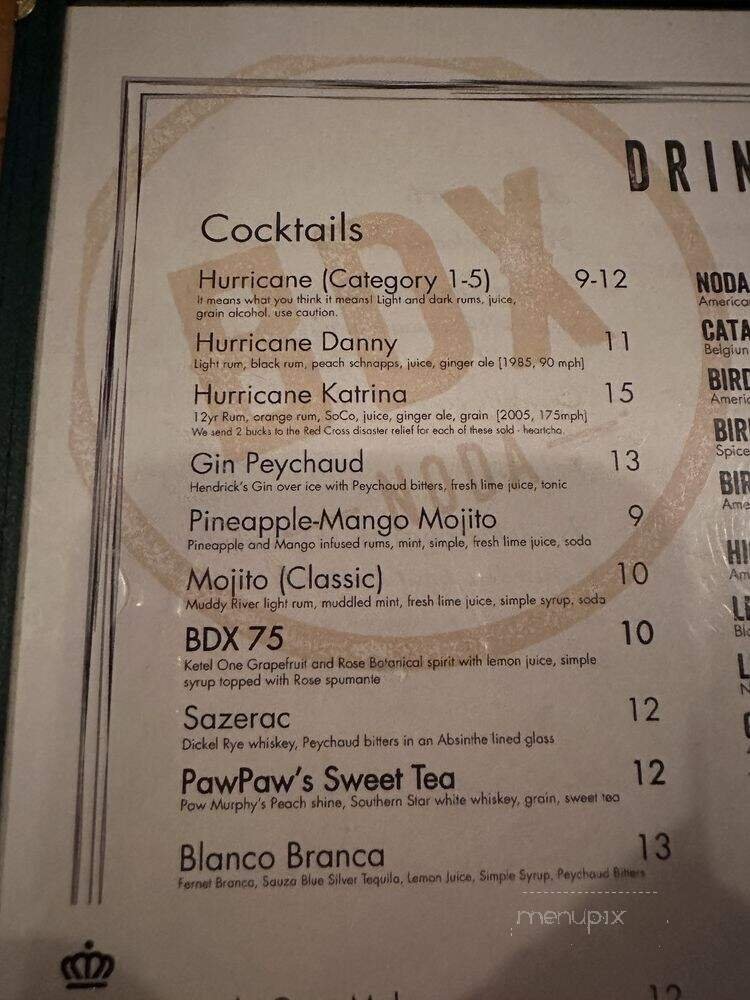 DRIN
Cocktails
Hurricane (Category 1-5) 9-12
It means what you think it means! Light and dark rums, juice,
grain alcohol. use caution.
Hurricane Danny 11
Light rum, black rum, peach schnapps, juice, ginger ale [1985, 90 mph]
Hurricane Katrina 15
12yr Rum, orange rum, SoCo, juice, ginger ale, grain [2005, 175mph]
We send 2 bucks to the Red Cross disaster relief for each of these sold - heartcha.
Gin Peychaud 13
Hendrick's Gin over ice with Peychaud bitters, fresh lime juice, tonic
Pineapple-Mango Mojito 9
Pineapple and Mango infused rums, mint, simple, fresh lime juice, soda
Mojito (Classic) 10
Muddy River light rum, muddled mint, fresh lime juice, simple syrup, soda
BDX 75 10
Ketel One Grapefruit and Rose Botanical spirit with lemon juice, simple
syrup topped with Rose spumante
Sazerac 12
Dickel Rye whiskey, Peychaud bitters in an Absinthe lined glass
PawPaw's Sweet Tea 12
Paw Murphy's Peach shine, Southern Star white whiskey, grain, sweet tea
Blanco Branca 13
Fernet Branca, Sauza Blue Silver Tequila, Lemon Juice, Simple Syrup, Peychaud Bitters
12
NODA
America
CATA
Belgiun
BIRD
Americ
BIR
Spice
BIR
Ame
HI
Am
LE
Blo
L
N
BDX
NODA
menupix